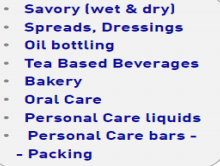 • Savory (wet & dry)
• Spreads, Dressings
• Oil bottling
• Tea Based Beverages
• Bakery
• Oral Care
• Personal Care liquids
• Personal Care bars -
- Packing